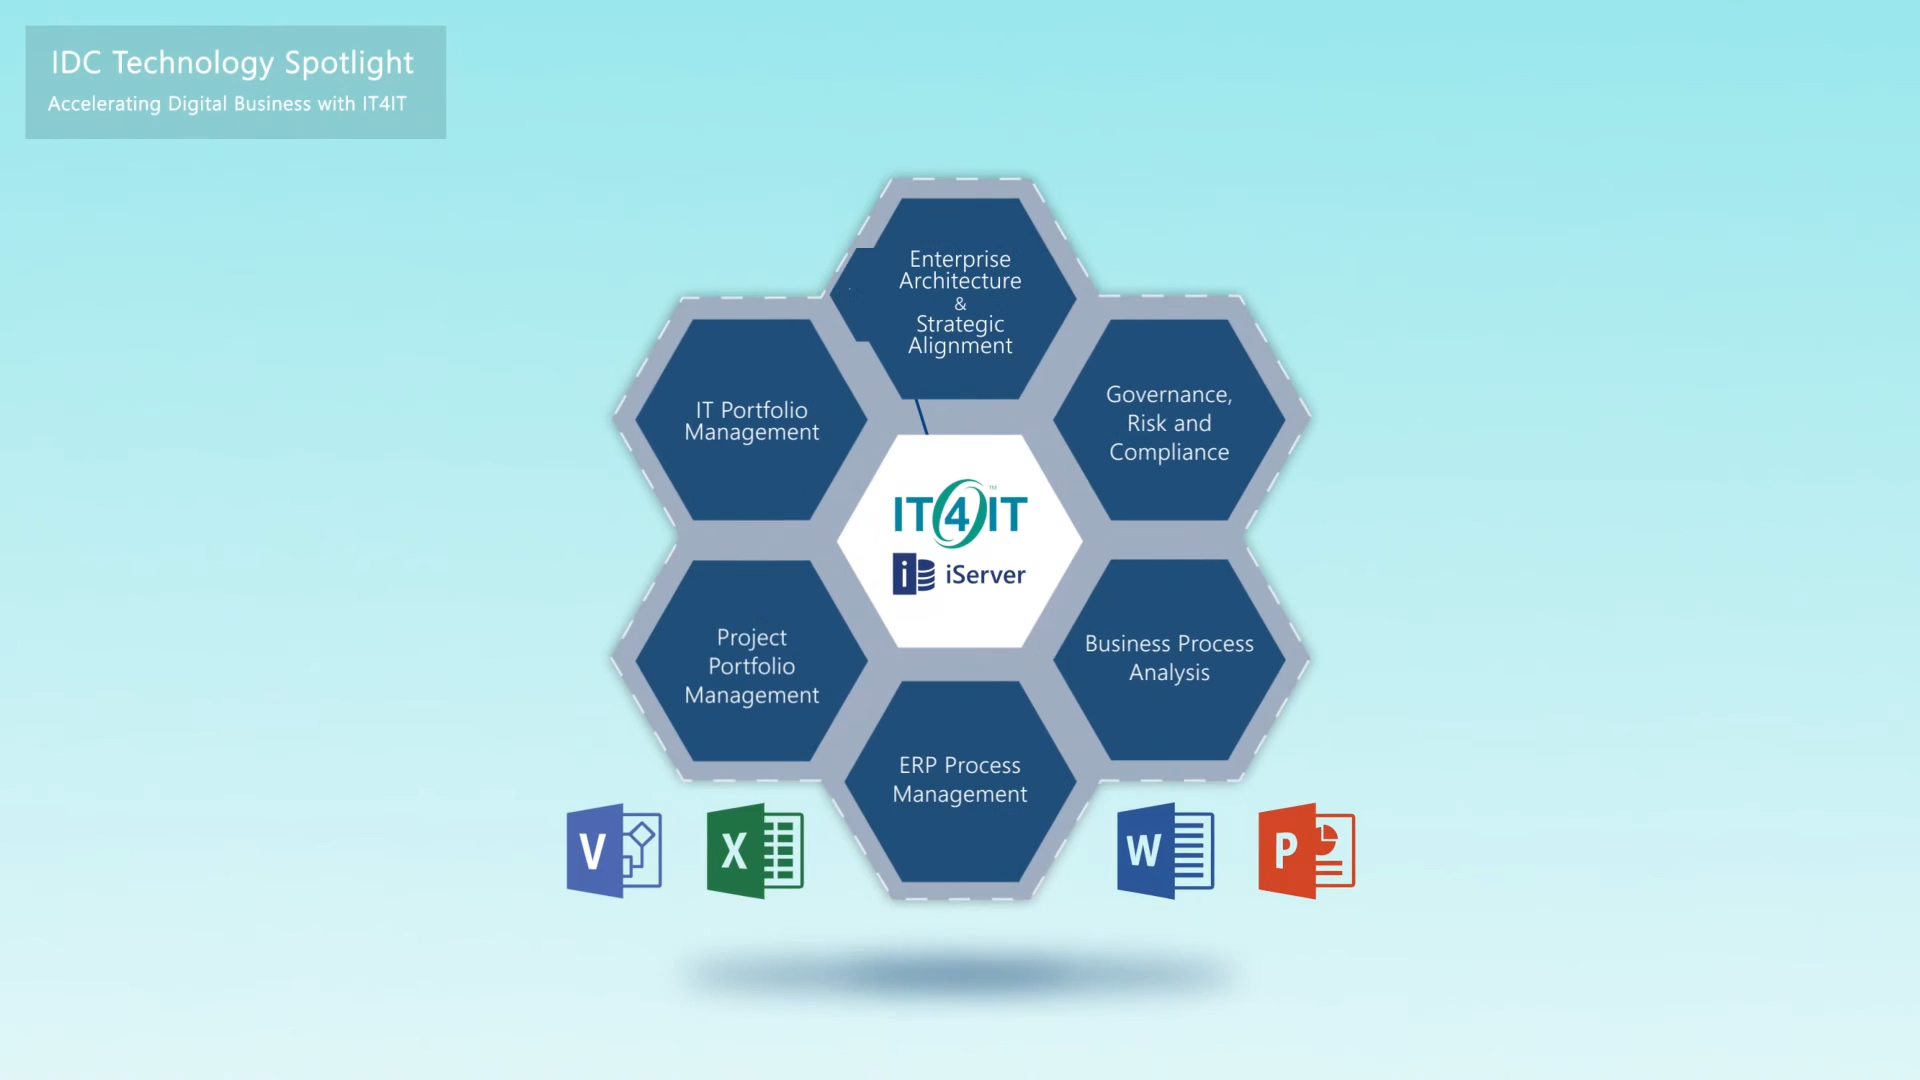 IDC Technology Spotlight
Accelerating Digital Business with IT4IT
Enterprise
Architecture
&
Strategic
Alignment
IT Portfolio
Management
Governance,
Risk and
Compliance
IT4IT™
i iServer
Project
Portfolio
Management
Business Process
Analysis
ERP Process
Management
V
X
W
P